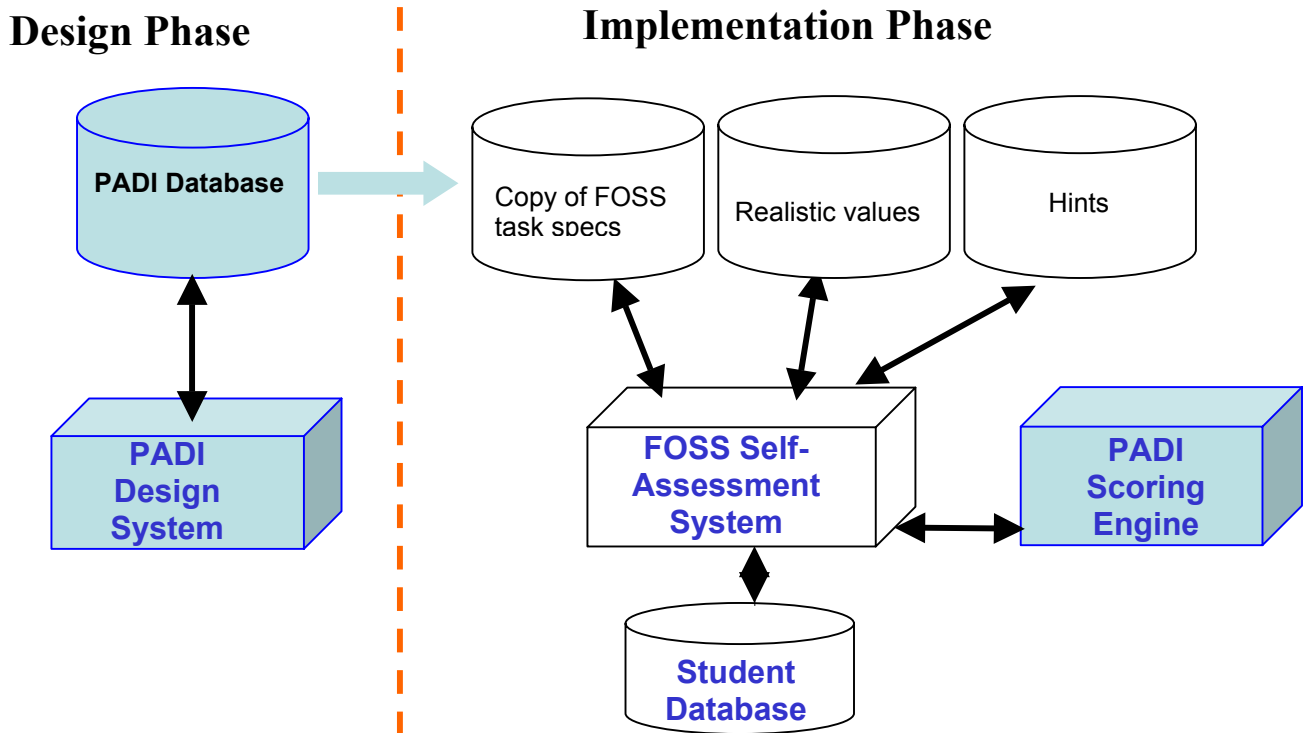 Design Phase
Implementation Phase
PADI Database
Copy of FOSS
task specs
Realistic values
Hints
PADI
Design
System
FOSS Self-
Assessment
System
PADI
Scoring
Engine
Student
Database